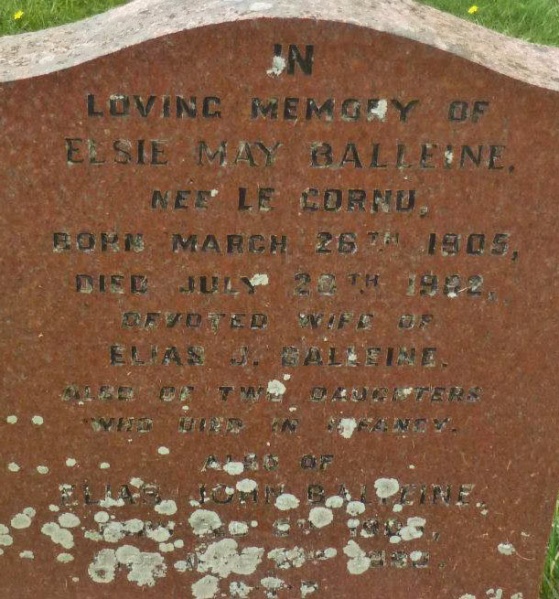 IN
LOVING MEMORY OF
ELSIE MAY BALLEINE.
NEE LE CORNU,
BORN MARCH 26TH 1905,
DIED JULY
DEVOTED WIFE OF
ELIAS J. BALLEINE.
ALSO OF TWO DAUGHTERS
WHO DIED IN INFANCY.
ALSO OF
ELIAS JOHN BALLEINE,